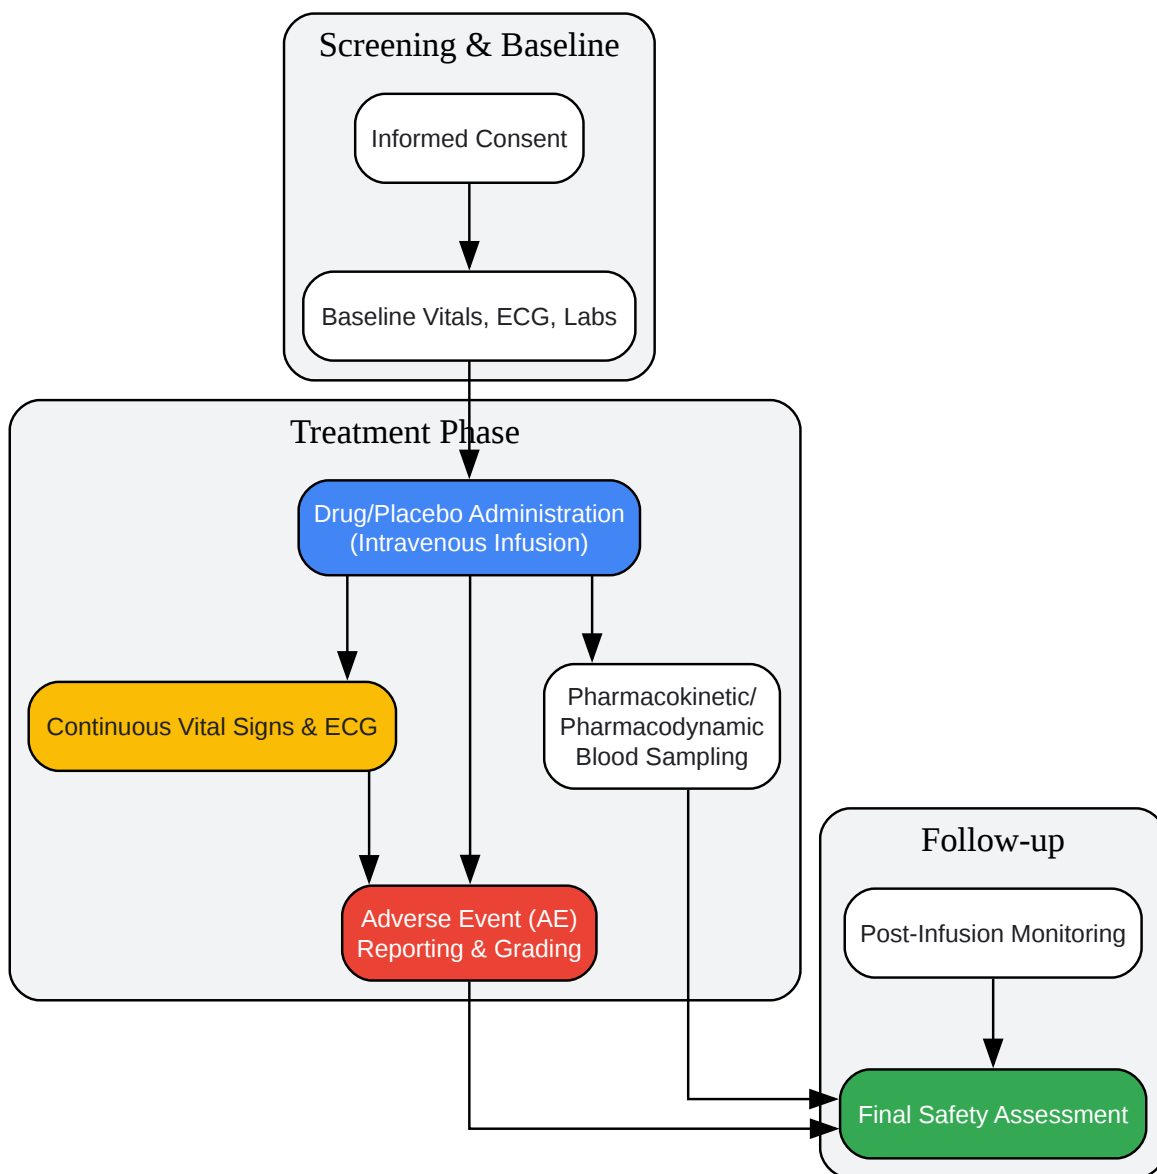 Screening & Baseline
Informed Consent
Baseline Vitals, ECG, Labs
Treatment Phase
Drug/Placebo Administration
(Intravenous Infusion)
Continuous Vital Signs & ECG
Pharmacokinetic/
Pharmacodynamic
Blood Sampling
Adverse Event (AE)
Reporting & Grading
Follow-up
Post-Infusion Monitoring
Final Safety Assessment